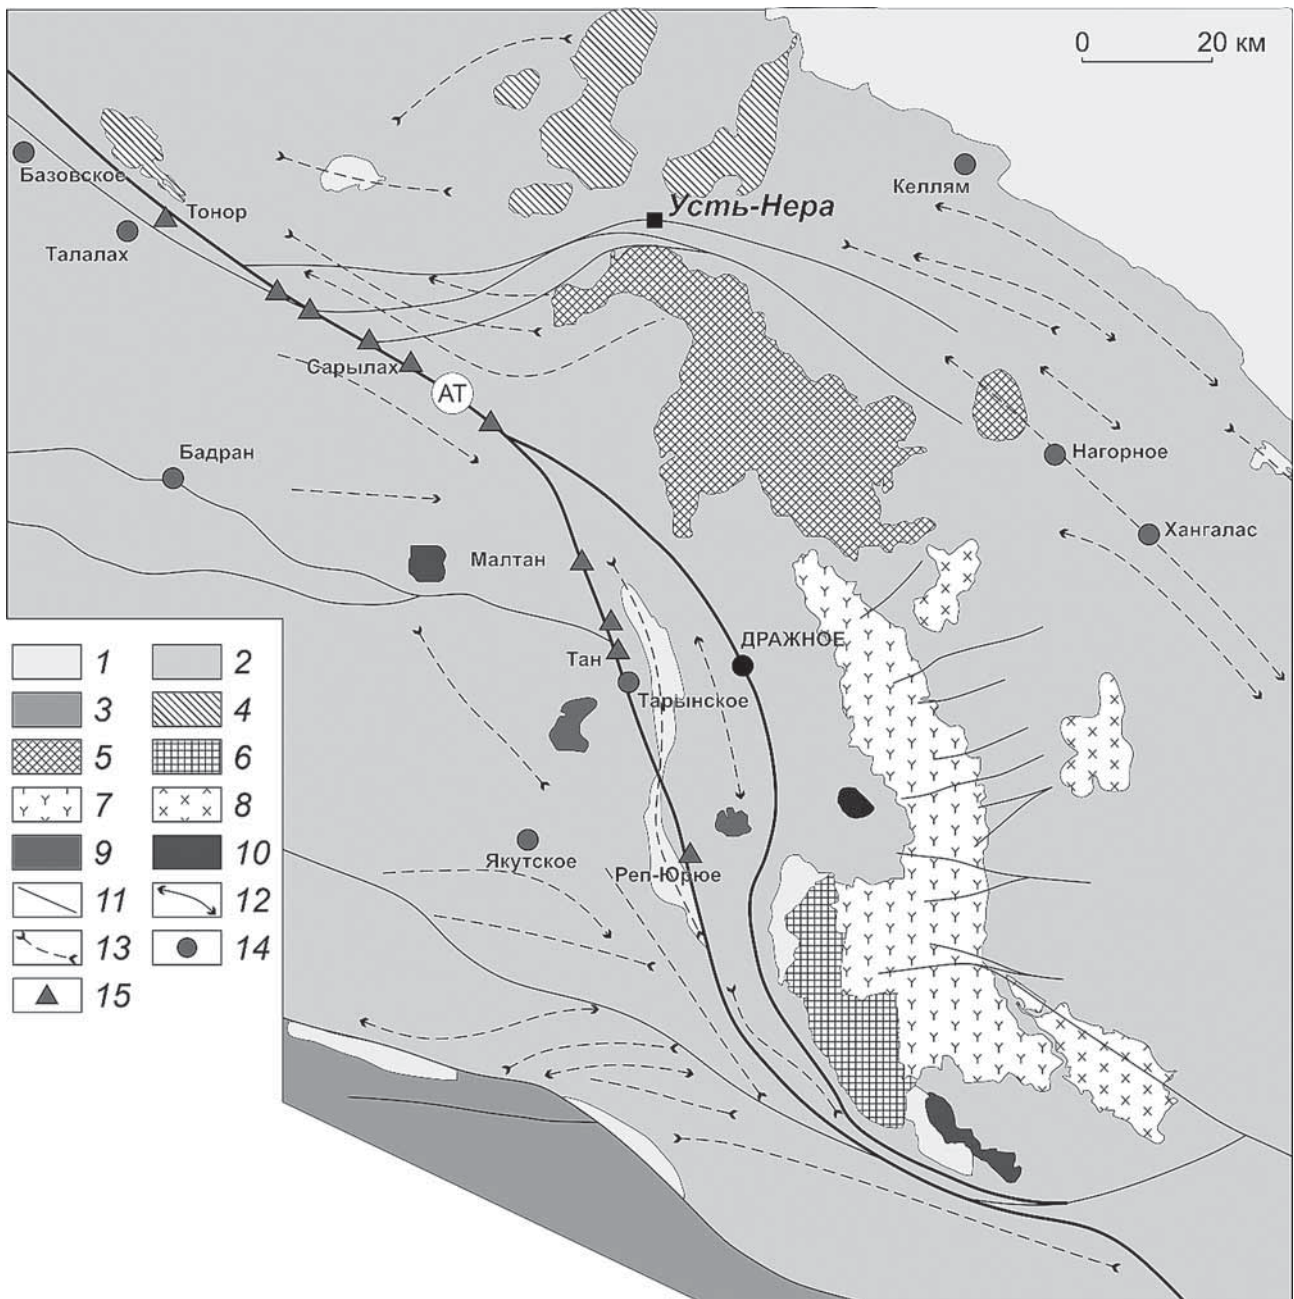 0 20 км
Базовское
Тонор
Талалах
Усть-Нера
Келлям
Сарылах
АТ
Бадран
Нагорное
Хангалас
Малтан
ДРАЖНОЕ
Тан
Тарынское
Якутское
Реп-Юрюе
1 2
3 4
5 6
7 8
9 10
11 12
13 14
15